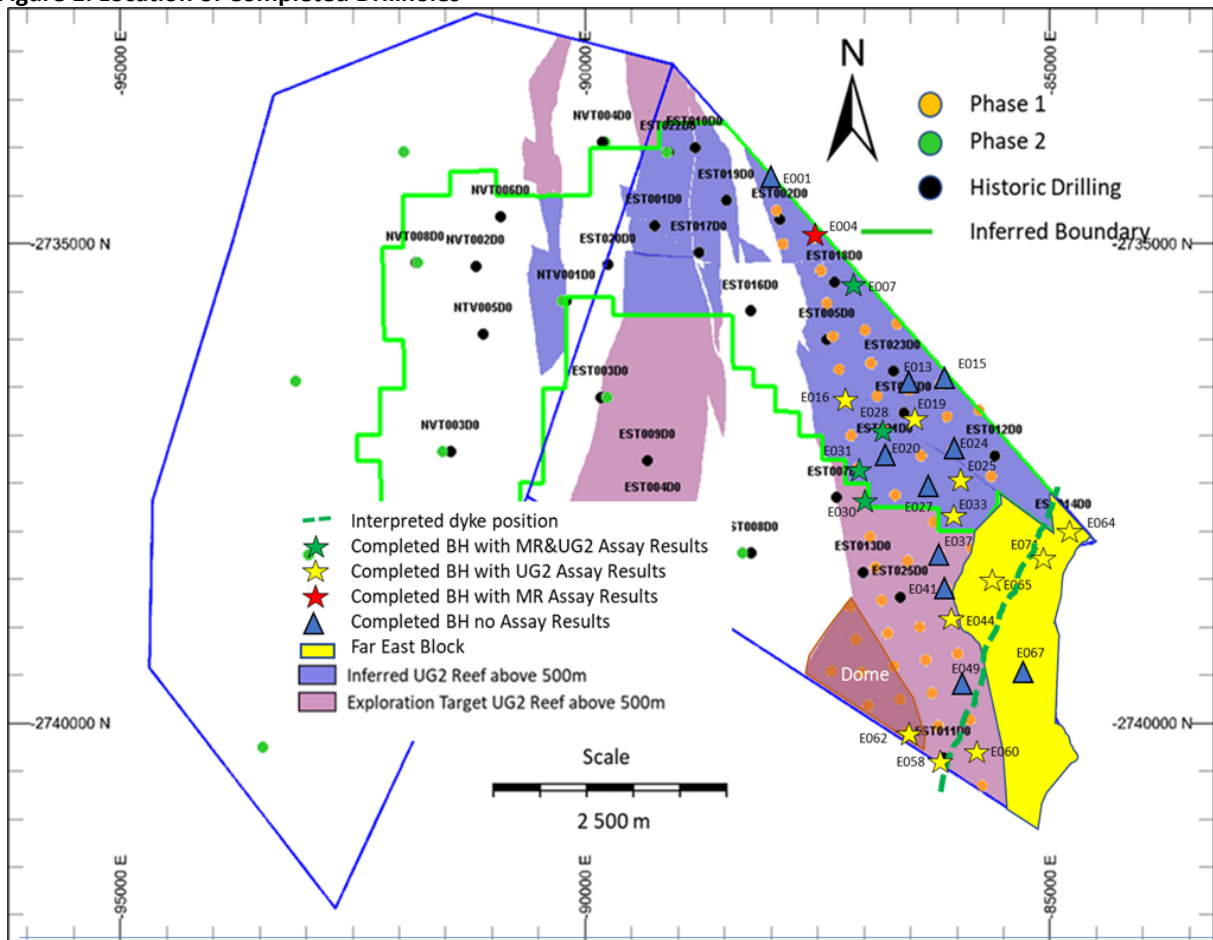 Figure 2: Location of Completed Drillholes
-95000 E
-90000 E
-85000 E
N
Phase 1
Phase 2
Historic Drilling
Inferred Boundary
NVT004D0
EST022D0
EST010D0
EST019D0
E001
EST002D0
NVT006D0
EST001D0
E004
NVT008D0
NVT002D0
EST020D0
EST017D0
-2735000 N
-2735000 N
EST018D0
NTV001D0
EST016D0
E007
NTV005D0
EST005D0
EST023D0
E013
E015
EST003D0
E016
E028
E019
NVT003D0
EST009D0
EST012D0
E031
E020
E024
EST004D0
E025
E030
E027
E033
Interpreted dyke position
ST008D0
E064
Completed BH with MR&UG2 Assay Results
EST013D0
E037
E071
Completed BH with UG2 Assay Results
EST025D0
E065
Completed BH with MR Assay Results
E041
Completed BH no Assay Results
E044
Far East Block
E067
Inferred UG2 Reef above 500m
Dome
E049
Exploration Target UG2 Reef above 500m
-2740000 N
-2740000 N
EST011D0
E062
E060
E058
Scale
2 500 m
-95000 E
-90000 E
-85000 E